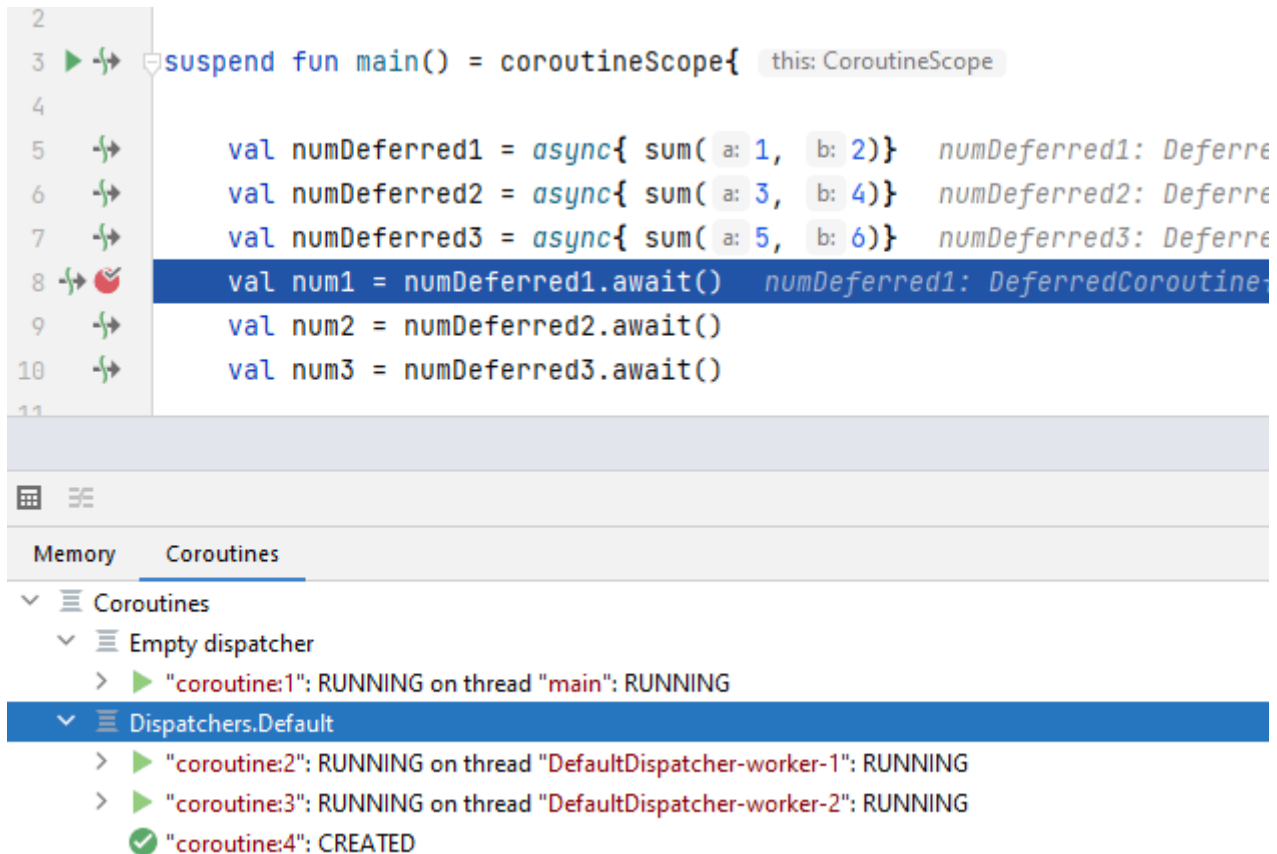 2
3 suspend fun main() = coroutineScope{ this: CoroutineScope
4
5 val numDeferred1 = async{ sum( a: 1, b: 2)} numDeferred1: Deferre
6 val numDeferred2 = async{ sum( a: 3, b: 4)} numDeferred2: Deferre
7 val numDeferred3 = async{ sum( a: 5, b: 6)} numDeferred3: Deferre
8 val num1 = numDeferred1.await() numDeferred1: DeferredCoroutine{
9 val num2 = numDeferred2.await()
10 val num3 = numDeferred3.await()
11
Memory Coroutines
Coroutines
Empty dispatcher
"coroutine:1": RUNNING on thread "main": RUNNING
Dispatchers.Default
"coroutine:2": RUNNING on thread "DefaultDispatcher-worker-1": RUNNING
"coroutine:3": RUNNING on thread "DefaultDispatcher-worker-2": RUNNING
"coroutine:4": CREATED